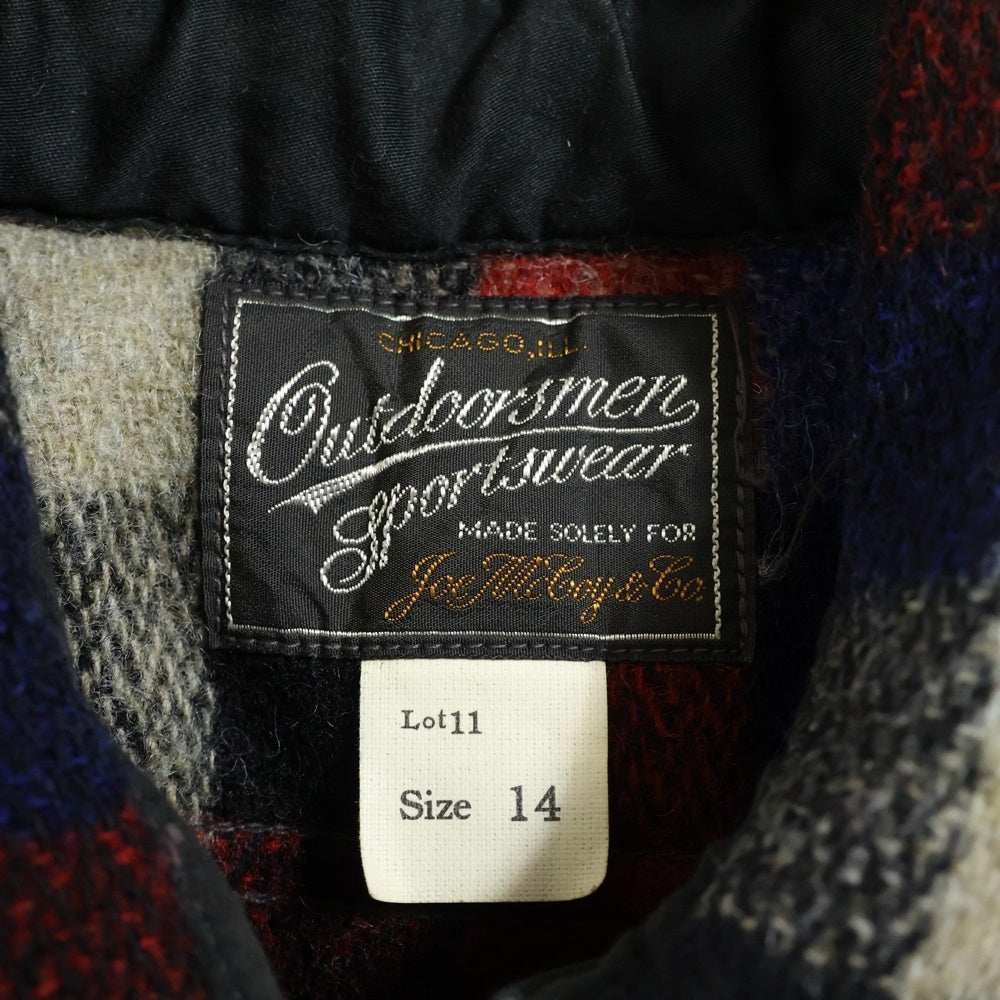 CHICAGO, ILL.
Outdoorsmen
Sportswear
MADE SOLELY FOR
Joe McCoy & Co.
Lot 11
Size 14